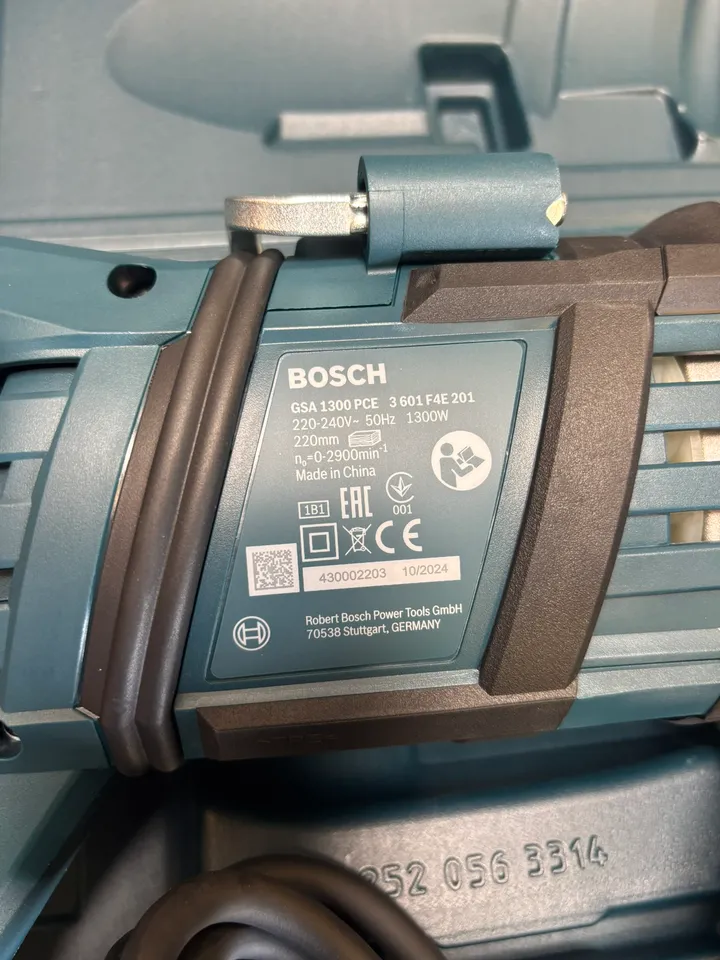 BOSCH
GSA 1300 PCE 3 601 F4E 201
220-240V~ 50Hz 1300W
220mm
n₀=0-2900min⁻¹
Made in China
1B1 EAC 001
CE
430002203 10/2024
Robert Bosch Power Tools GmbH
70538 Stuttgart, GERMANY
252 056 3314